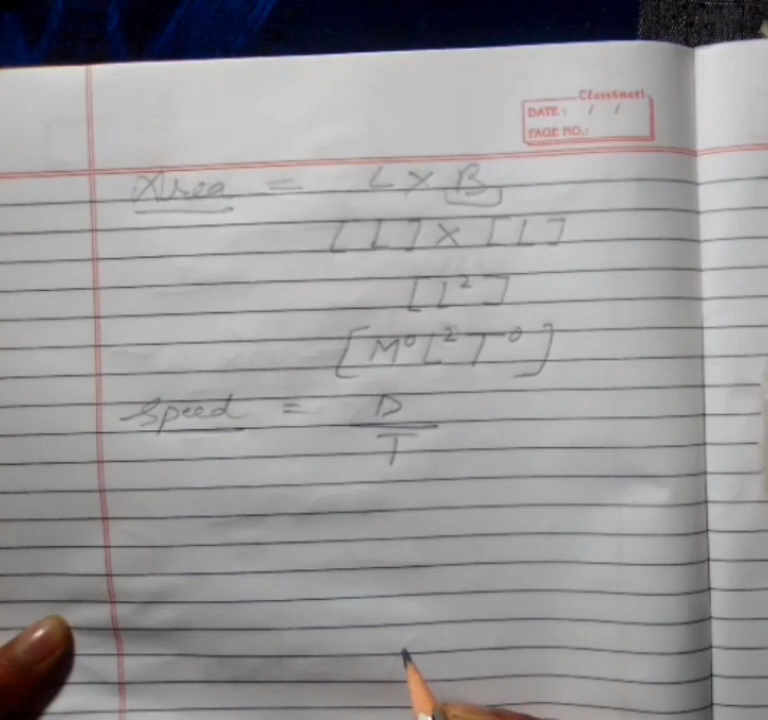 Classmate
DATE: / /
PAGE NO.:
Area = L × B
[L] × [L]
[L²]
[M⁰L²T⁰]
Speed = D
T